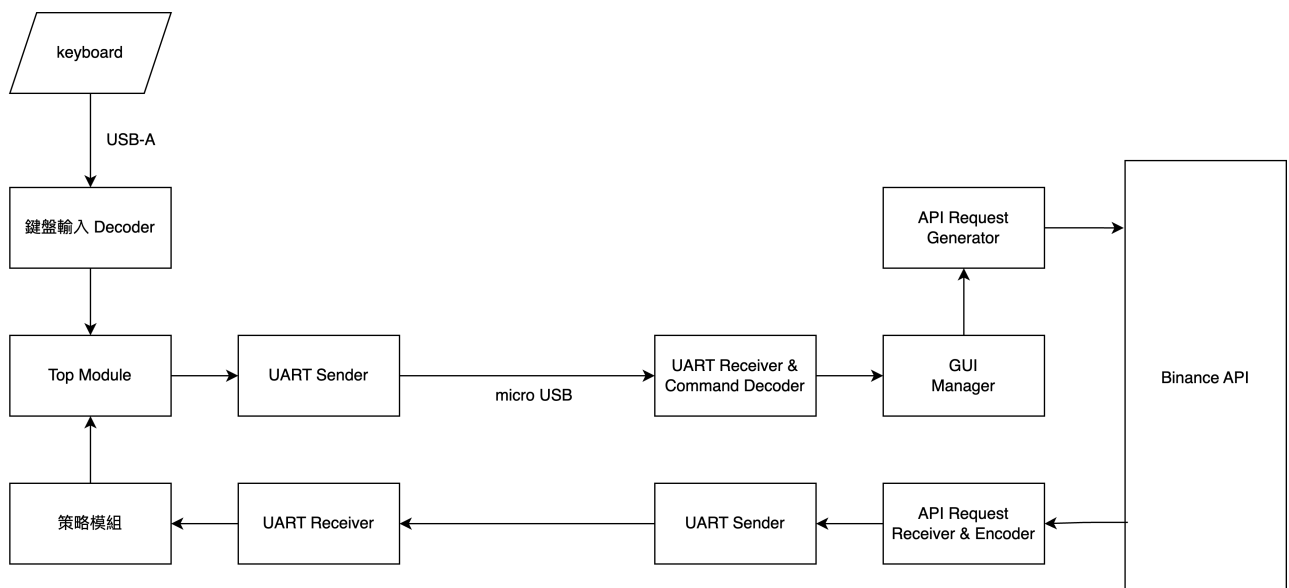 keyboard
USB-A
鍵盤輸入 Decoder
API Request
Generator
Top Module
UART Sender
micro USB
UART Receiver &
Command Decoder
GUI
Manager
Binance API
策略模組
UART Receiver
UART Sender
API Request
Receiver & Encoder